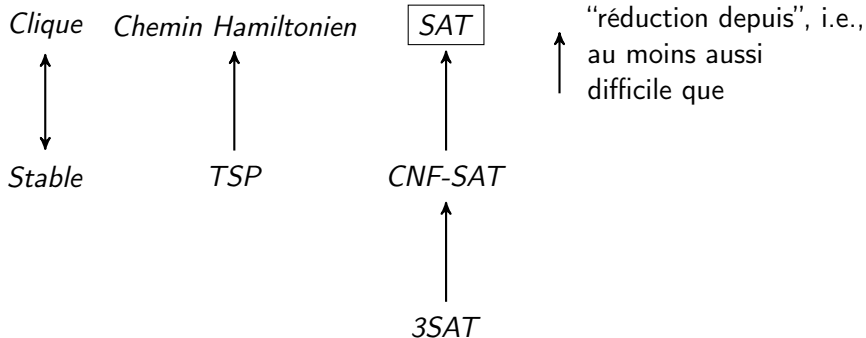 Clique Chemin Hamiltonien SAT
“réduction depuis”, i.e.,
au moins aussi
difficile que
Stable TSP CNF-SAT
3SAT